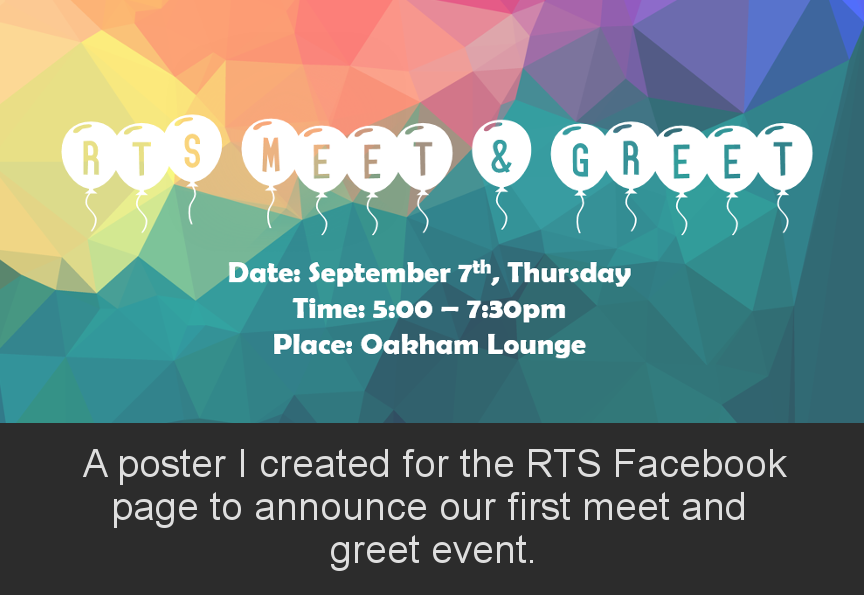 RTS MEET & GREET
Date: September 7th, Thursday
Time: 5:00 – 7:30pm
Place: Oakham Lounge
A poster I created for the RTS Facebook
page to announce our first meet and
greet event.